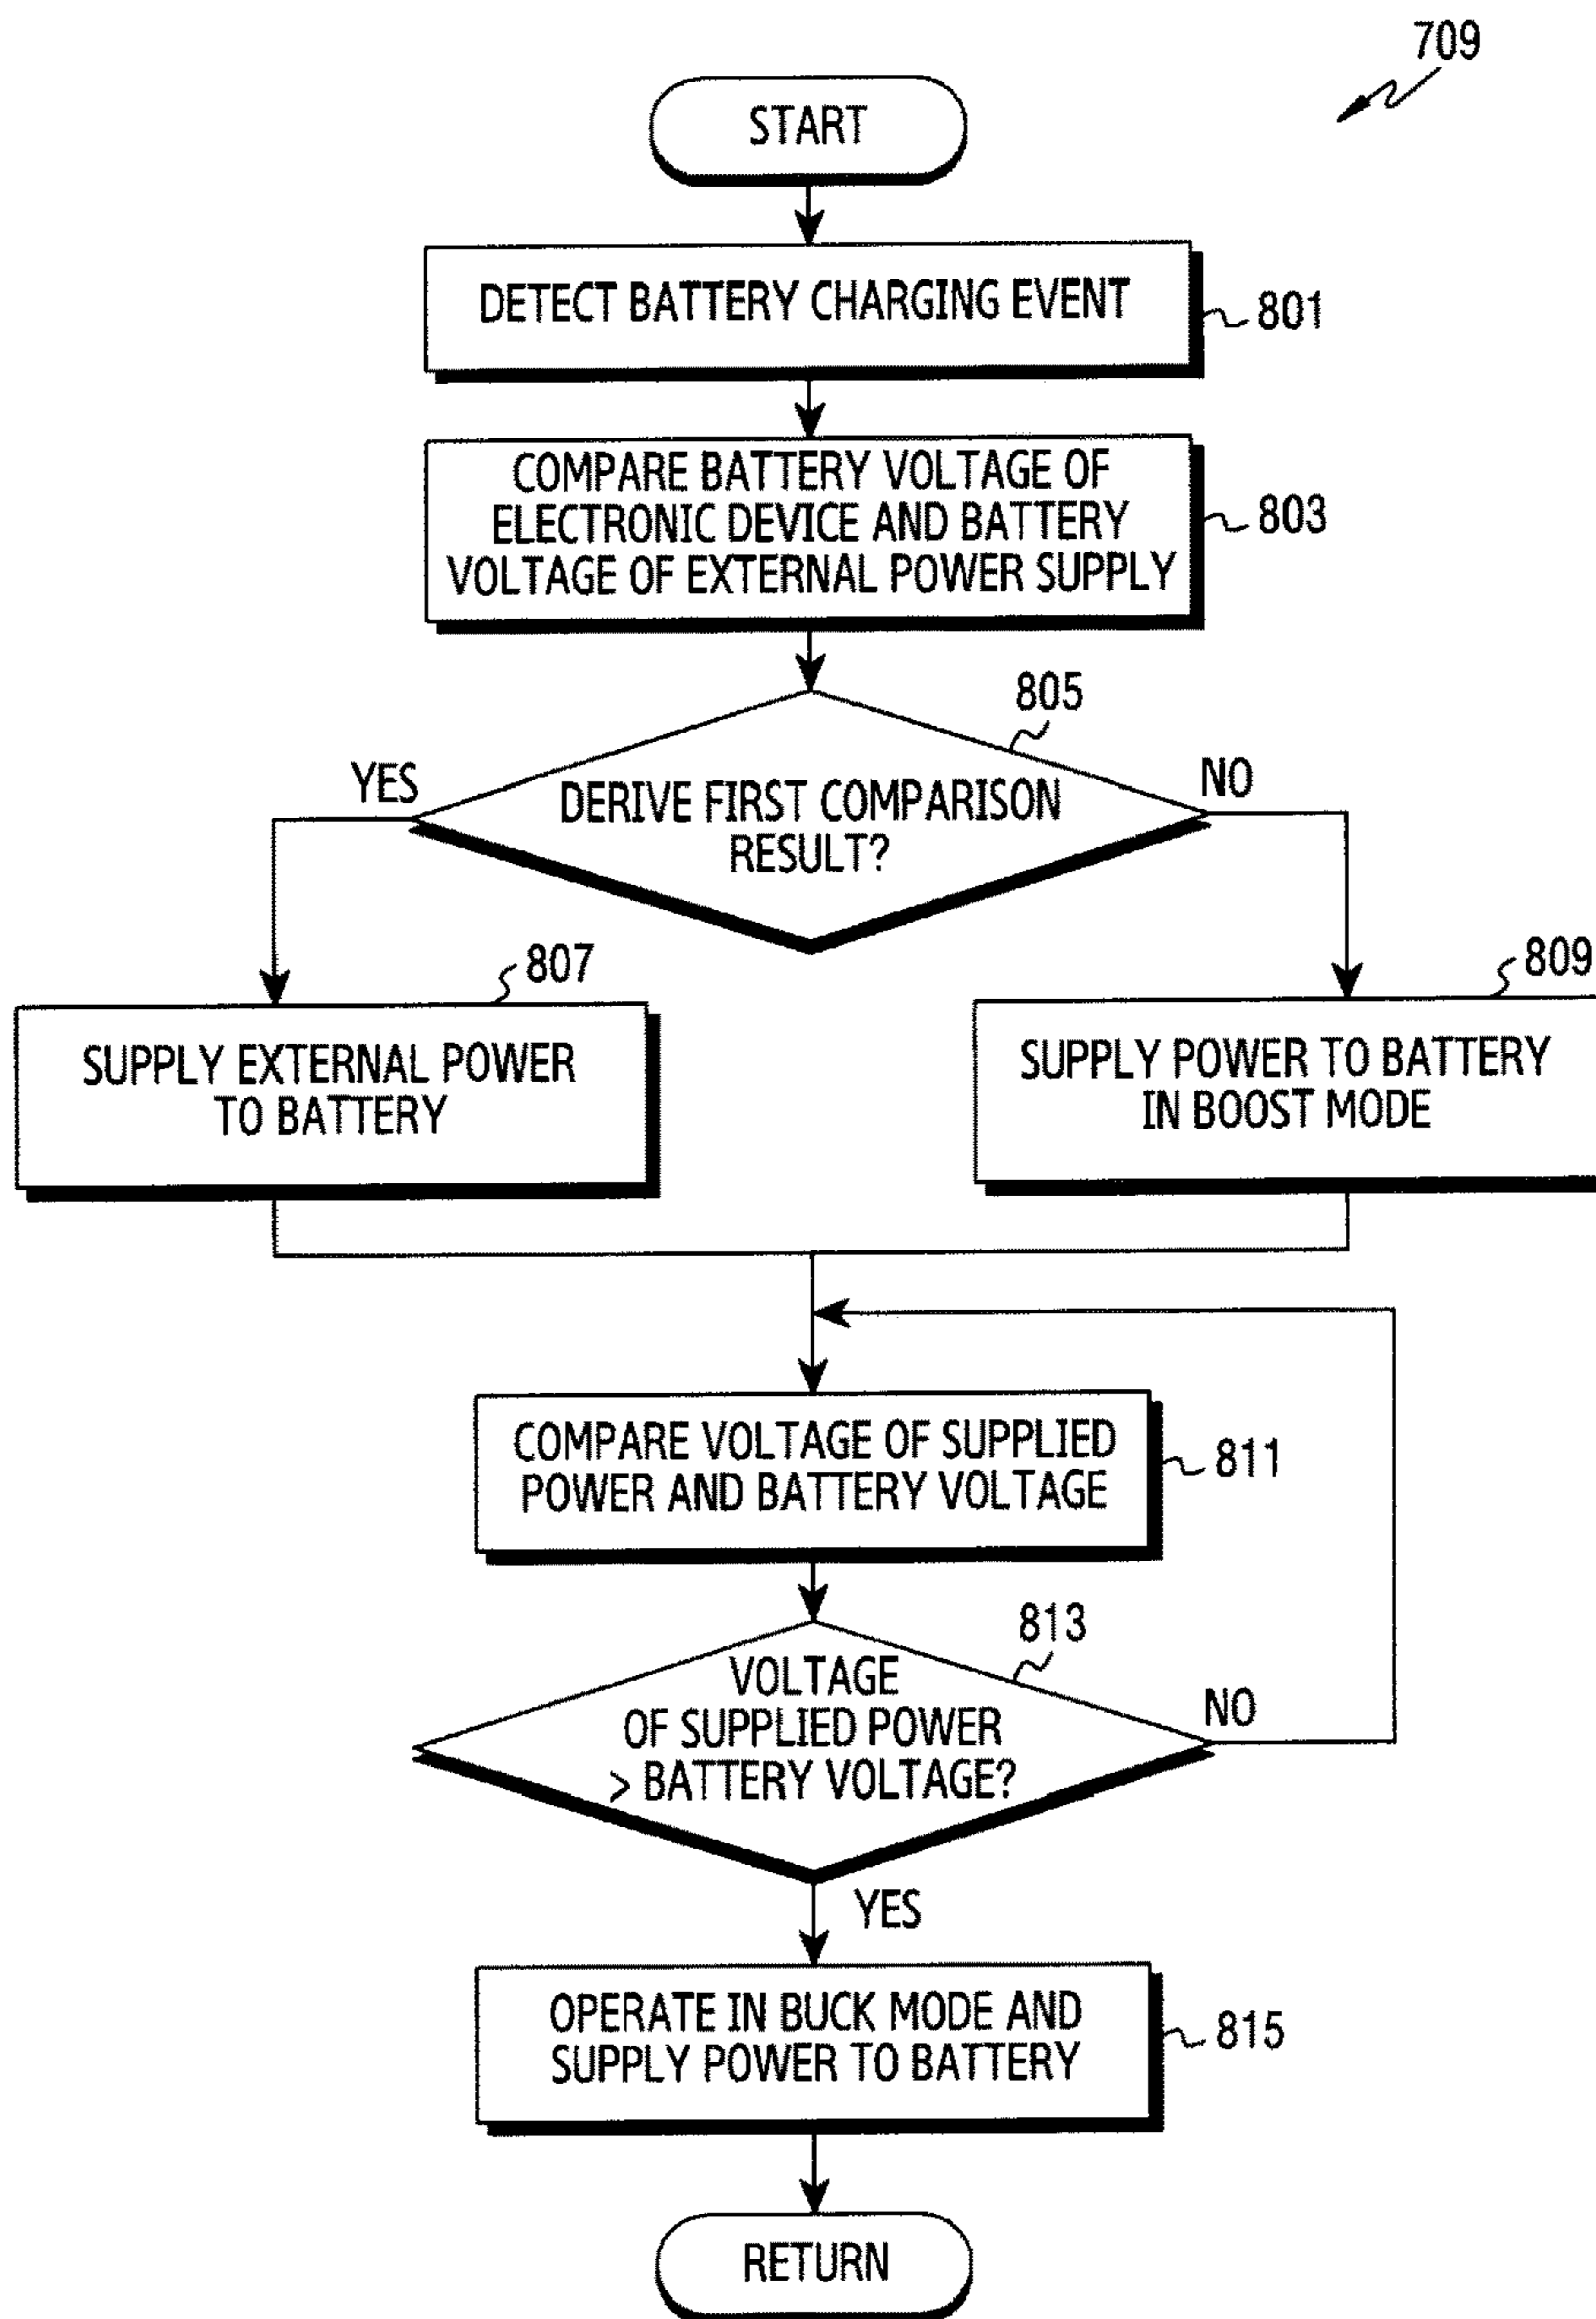 709
START
DETECT BATTERY CHARGING EVENT
801
COMPARE BATTERY VOLTAGE OF
ELECTRONIC DEVICE AND BATTERY
VOLTAGE OF EXTERNAL POWER SUPPLY
803
805
YES
NO
DERIVE FIRST COMPARISON
RESULT?
807
809
SUPPLY EXTERNAL POWER
TO BATTERY
SUPPLY POWER TO BATTERY
IN BOOST MODE
COMPARE VOLTAGE OF SUPPLIED
POWER AND BATTERY VOLTAGE
811
813
VOLTAGE
OF SUPPLIED POWER
> BATTERY VOLTAGE?
NO
YES
OPERATE IN BUCK MODE AND
SUPPLY POWER TO BATTERY
815
RETURN